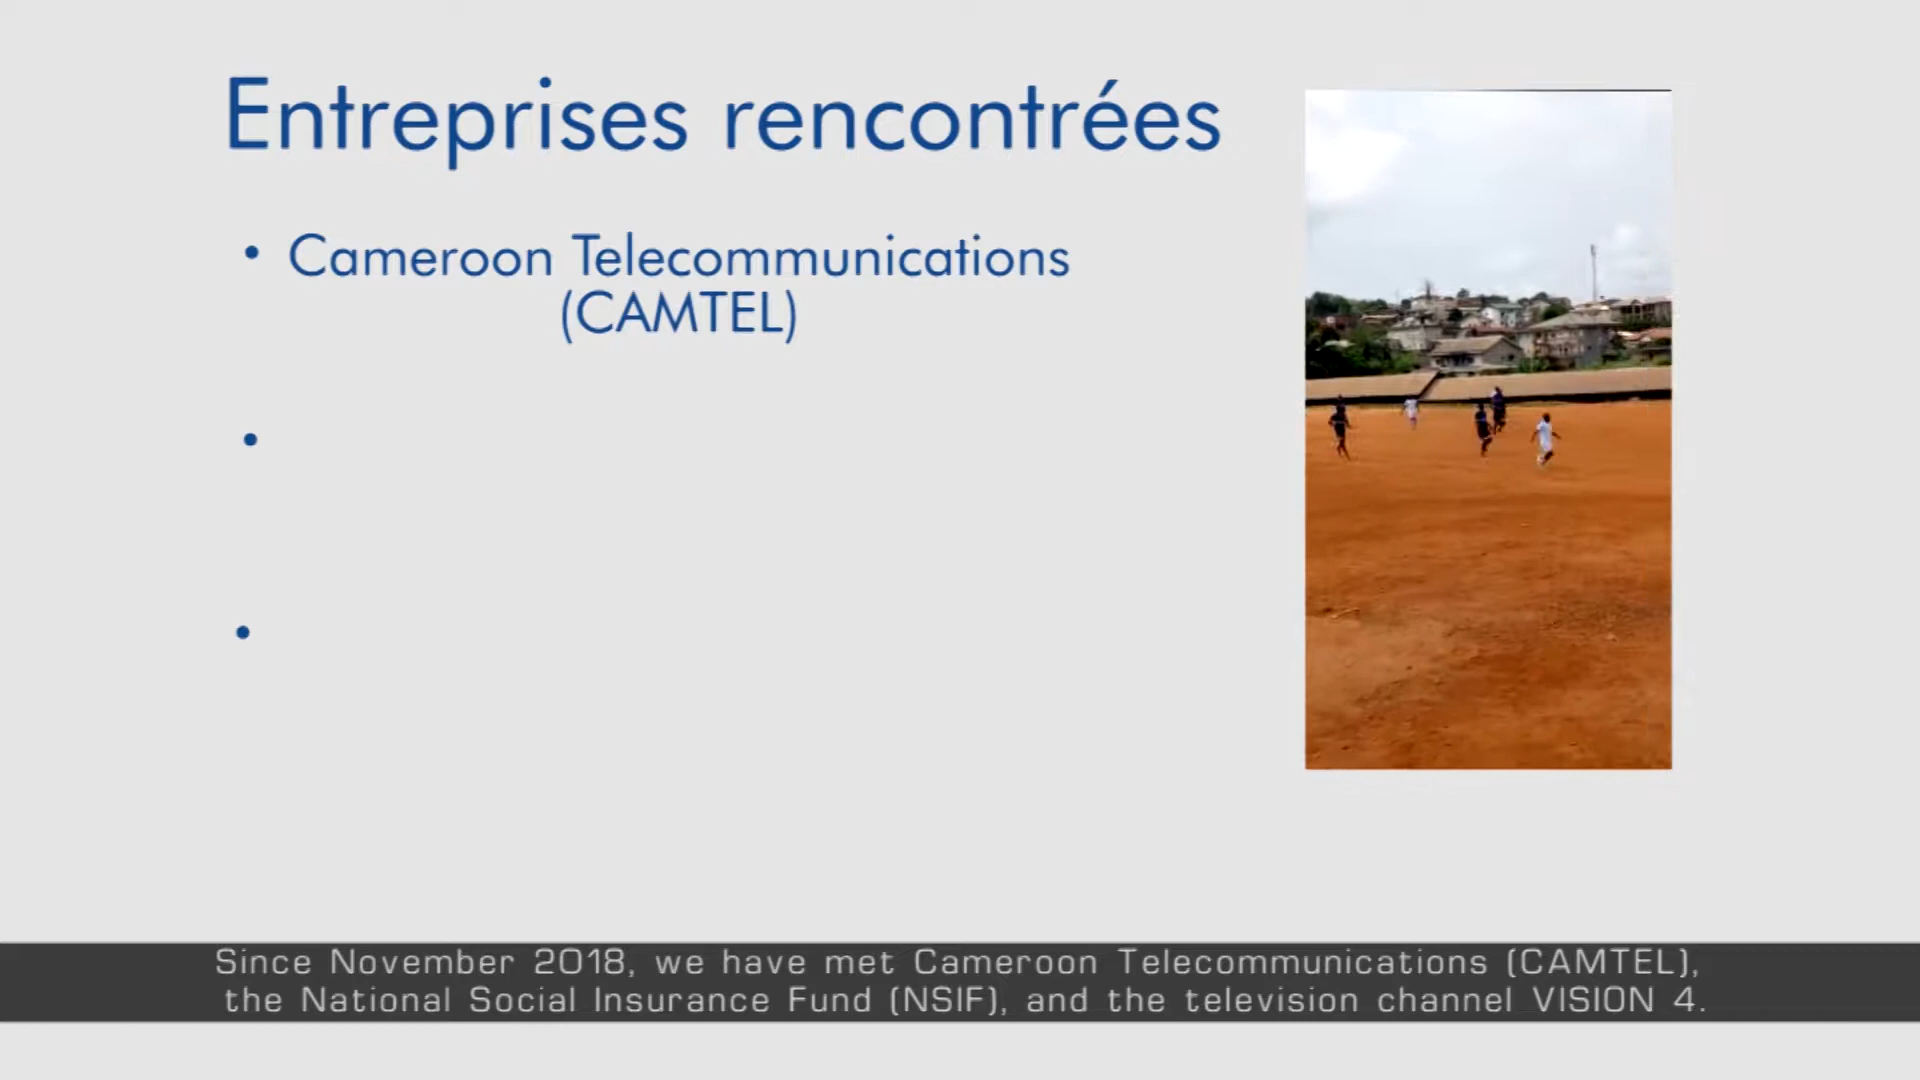 Entreprises rencontrées
• Cameroon Telecommunications
(CAMTEL)
•
•
Since November 2018, we have met Cameroon Telecommunications (CAMTEL),
the National Social Insurance Fund (NSIF), and the television channel VISION 4.